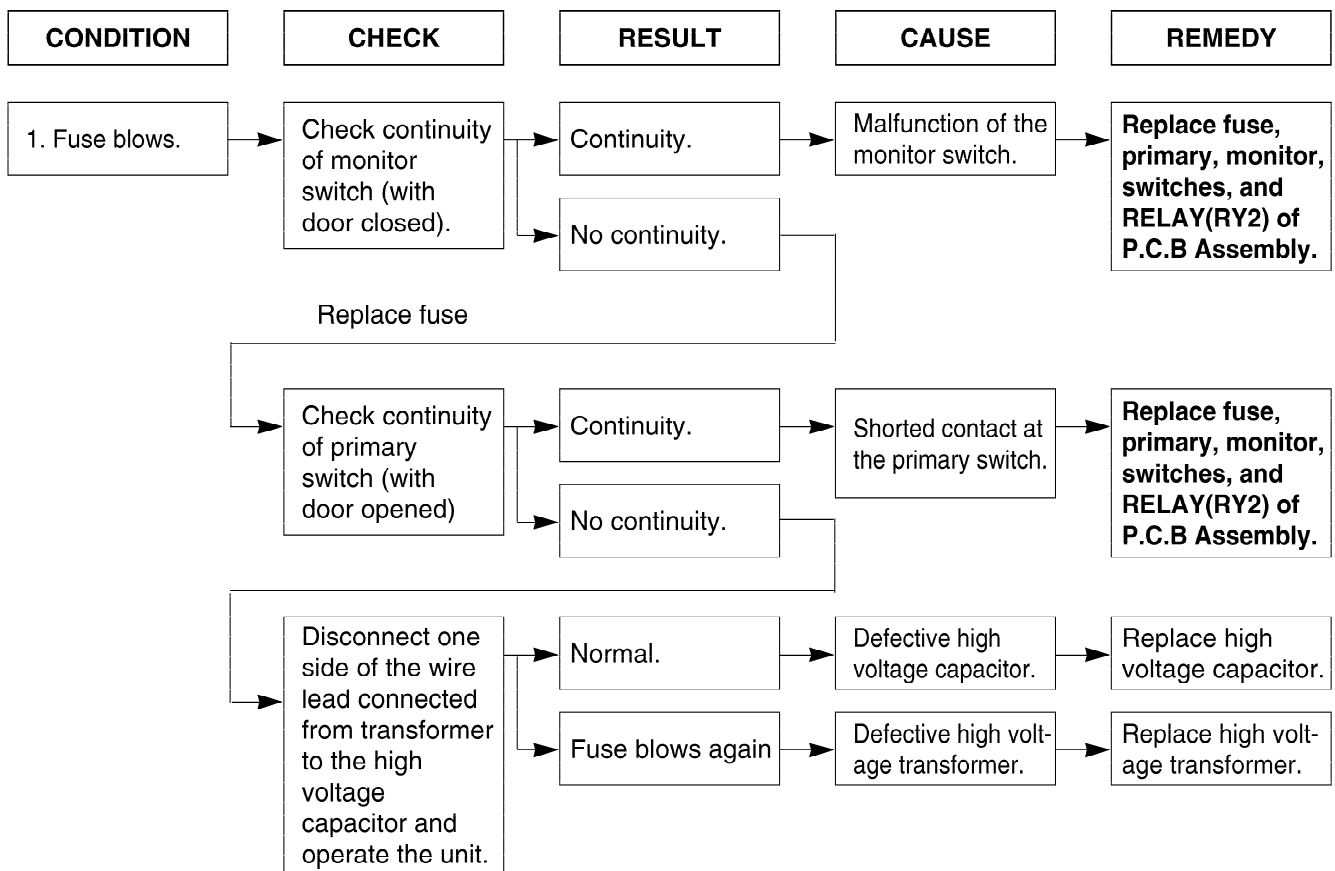 CONDITION
CHECK
RESULT
CAUSE
REMEDY
1. Fuse blows.
Check continuity
of monitor
switch (with
door closed).
Continuity.
Malfunction of the
monitor switch.
Replace fuse,
primary, monitor,
switches, and
RELAY(RY2) of
P.C.B Assembly.
No continuity.
Replace fuse
Check continuity
of primary
switch (with
door opened)
Continuity.
Shorted contact at
the primary switch.
Replace fuse,
primary, monitor,
switches, and
RELAY(RY2) of
P.C.B Assembly.
No continuity.
Disconnect one
side of the wire
lead connected
from transformer
to the high
voltage
capacitor and
operate the unit.
Normal.
Defective high
voltage capacitor.
Replace high
voltage capacitor.
Fuse blows again
Defective high volt-
age transformer.
Replace high volt-
age transformer.